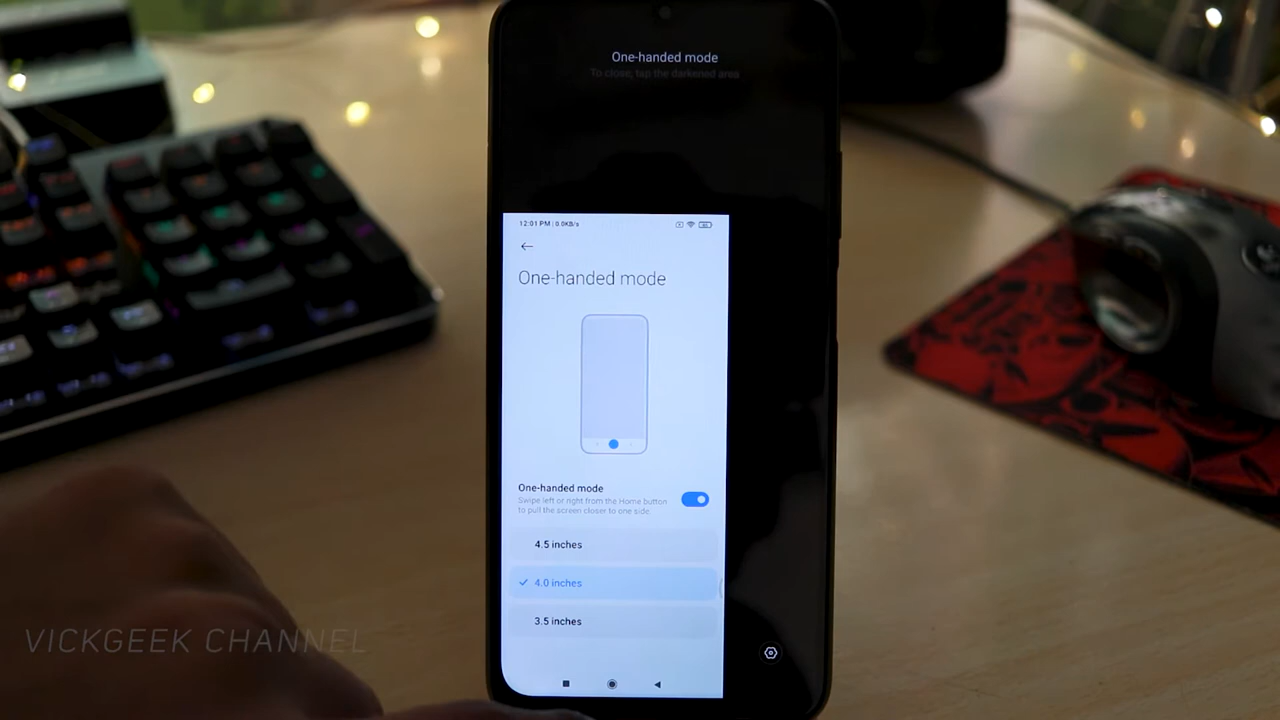 One-handed mode
To close, tap the darkened area
12:01 PM | 0.0KB/s
One-handed mode
One-handed mode
Swipe left or right from the Home button
to pull the screen closer to one side.
4.5 inches
4.0 inches
3.5 inches
VICKGEEK CHANNEL